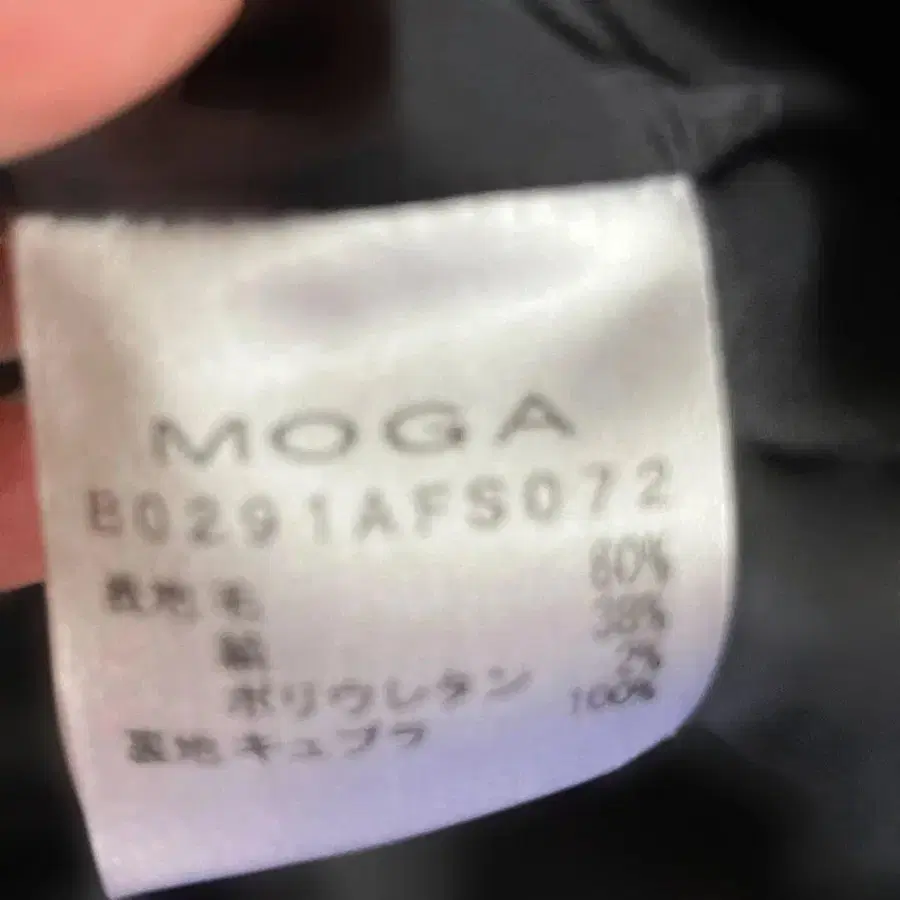 MOGA
B0291AFS072
表地 毛 60%
綿 38%
ポリウレタン 2%
裏地 キュプラ 100%